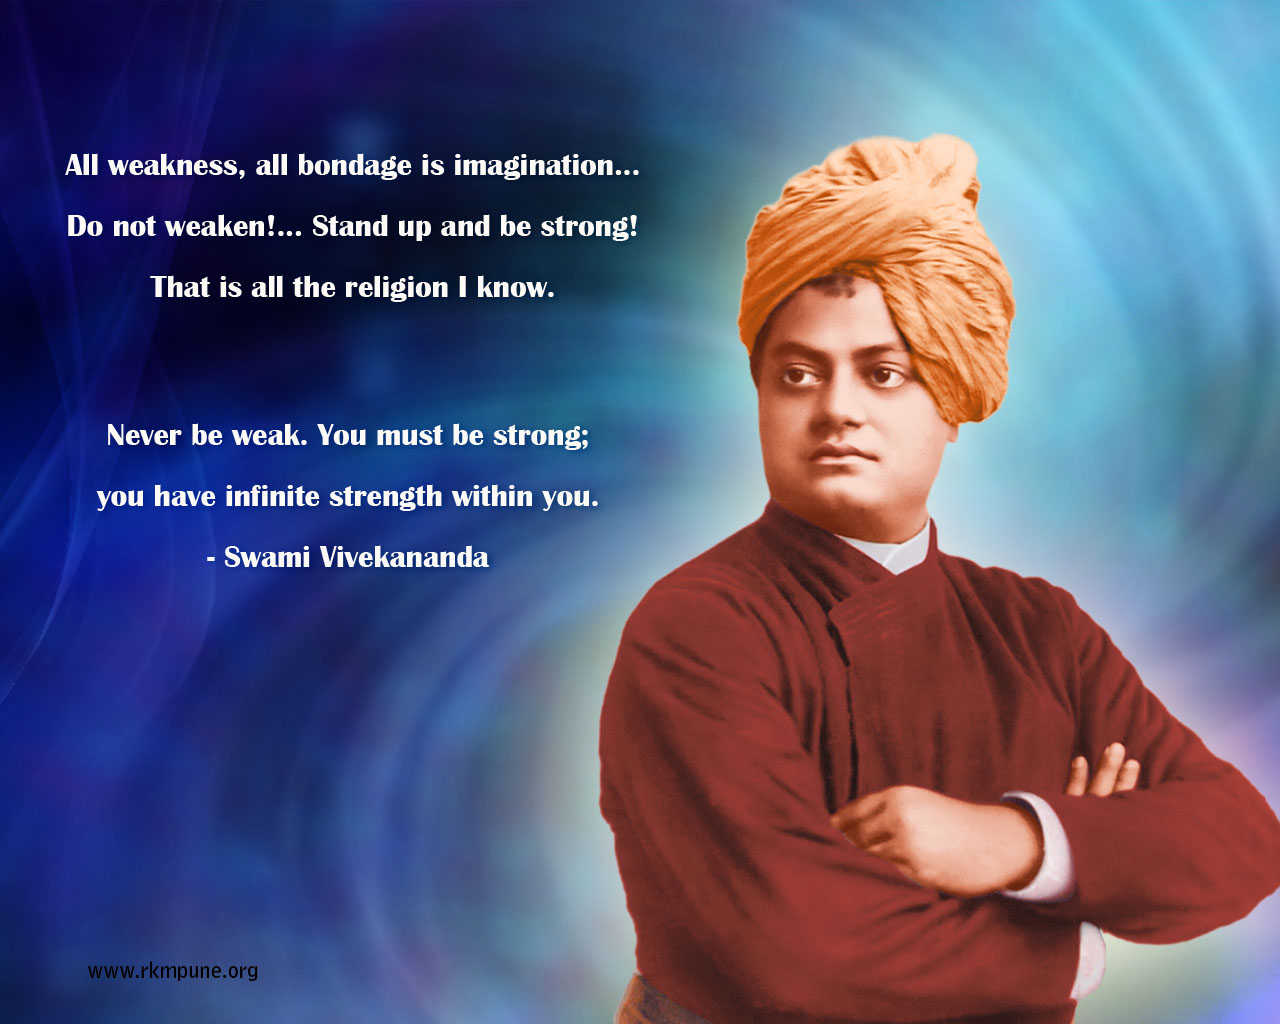 All weakness, all bondage is imagination...
Do not weaken!... Stand up and be strong!
That is all the religion I know.
Never be weak. You must be strong;
you have infinite strength within you.
- Swami Vivekananda
www.rkmpune.org